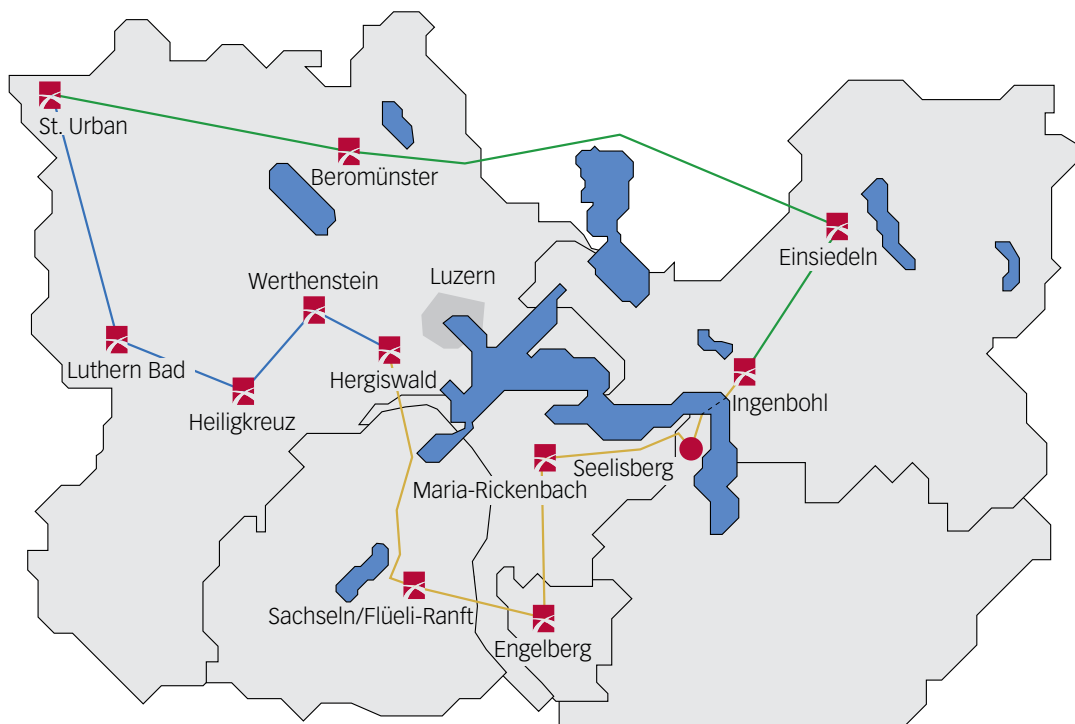 St. Urban
Beromünster
Einsiedeln
Werthenstein
Luzern
Luthern Bad
Hergiswald
Heiligkreuz
Ingenbohl
Seelisberg
Maria-Rickenbach
Sachseln/Flüeli-Ranft
Engelberg